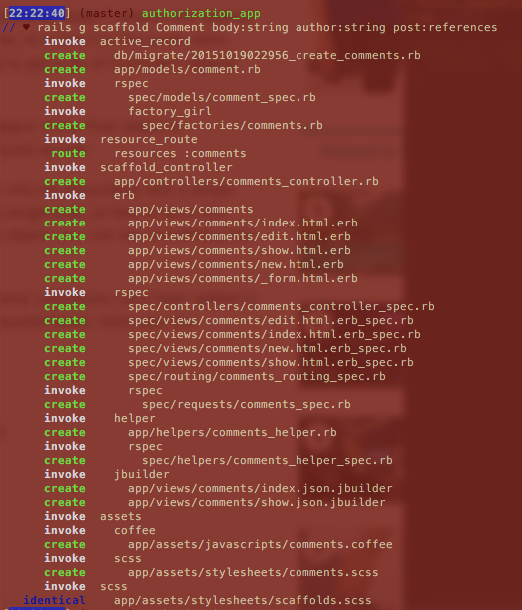 [22:22:40] (master) authorization_app
// ♥ rails g scaffold Comment body:string author:string post:references
invoke active_record
create db/migrate/20151019022956_create_comments.rb
create app/models/comment.rb
invoke rspec
create spec/models/comment_spec.rb
invoke factory_girl
create spec/factories/comments.rb
invoke resource_route
route resources :comments
invoke scaffold_controller
create app/controllers/comments_controller.rb
invoke erb
create app/views/comments
create app/views/comments/index.html.erb
create app/views/comments/edit.html.erb
create app/views/comments/show.html.erb
create app/views/comments/new.html.erb
create app/views/comments/_form.html.erb
invoke rspec
create spec/controllers/comments_controller_spec.rb
create spec/views/comments/edit.html.erb_spec.rb
create spec/views/comments/index.html.erb_spec.rb
create spec/views/comments/new.html.erb_spec.rb
create spec/views/comments/show.html.erb_spec.rb
create spec/routing/comments_routing_spec.rb
invoke rspec
create spec/requests/comments_spec.rb
invoke helper
create app/helpers/comments_helper.rb
invoke rspec
create spec/helpers/comments_helper_spec.rb
invoke jbuilder
create app/views/comments/index.json.jbuilder
create app/views/comments/show.json.jbuilder
invoke assets
invoke coffee
create app/assets/javascripts/comments.coffee
invoke scss
create app/assets/stylesheets/comments.scss
invoke scss
identical app/assets/stylesheets/scaffolds.scss